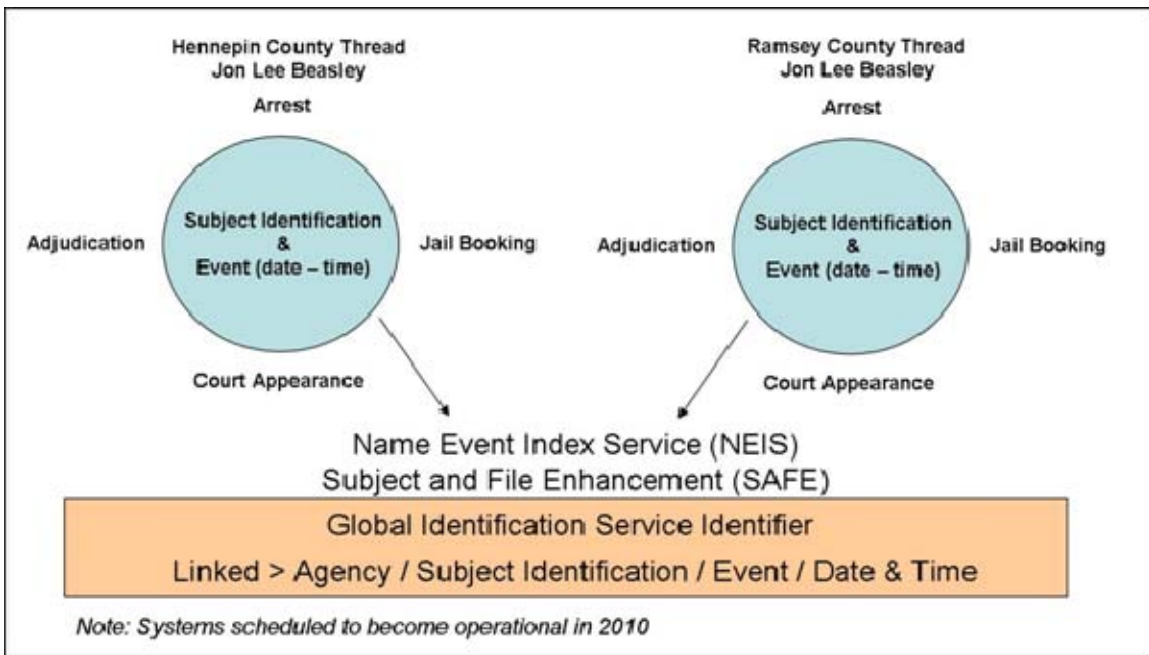 Hennepin County Thread
Jon Lee Beasley
Arrest
Subject Identification
&
Event (date – time)
Adjudication
Jail Booking
Court Appearance
Ramsey County Thread
Jon Lee Beasley
Arrest
Subject Identification
&
Event (date – time)
Adjudication
Jail Booking
Court Appearance
Name Event Index Service (NEIS)
Subject and File Enhancement (SAFE)
Global Identification Service Identifier
Linked > Agency / Subject Identification / Event / Date & Time
Note: Systems scheduled to become operational in 2010